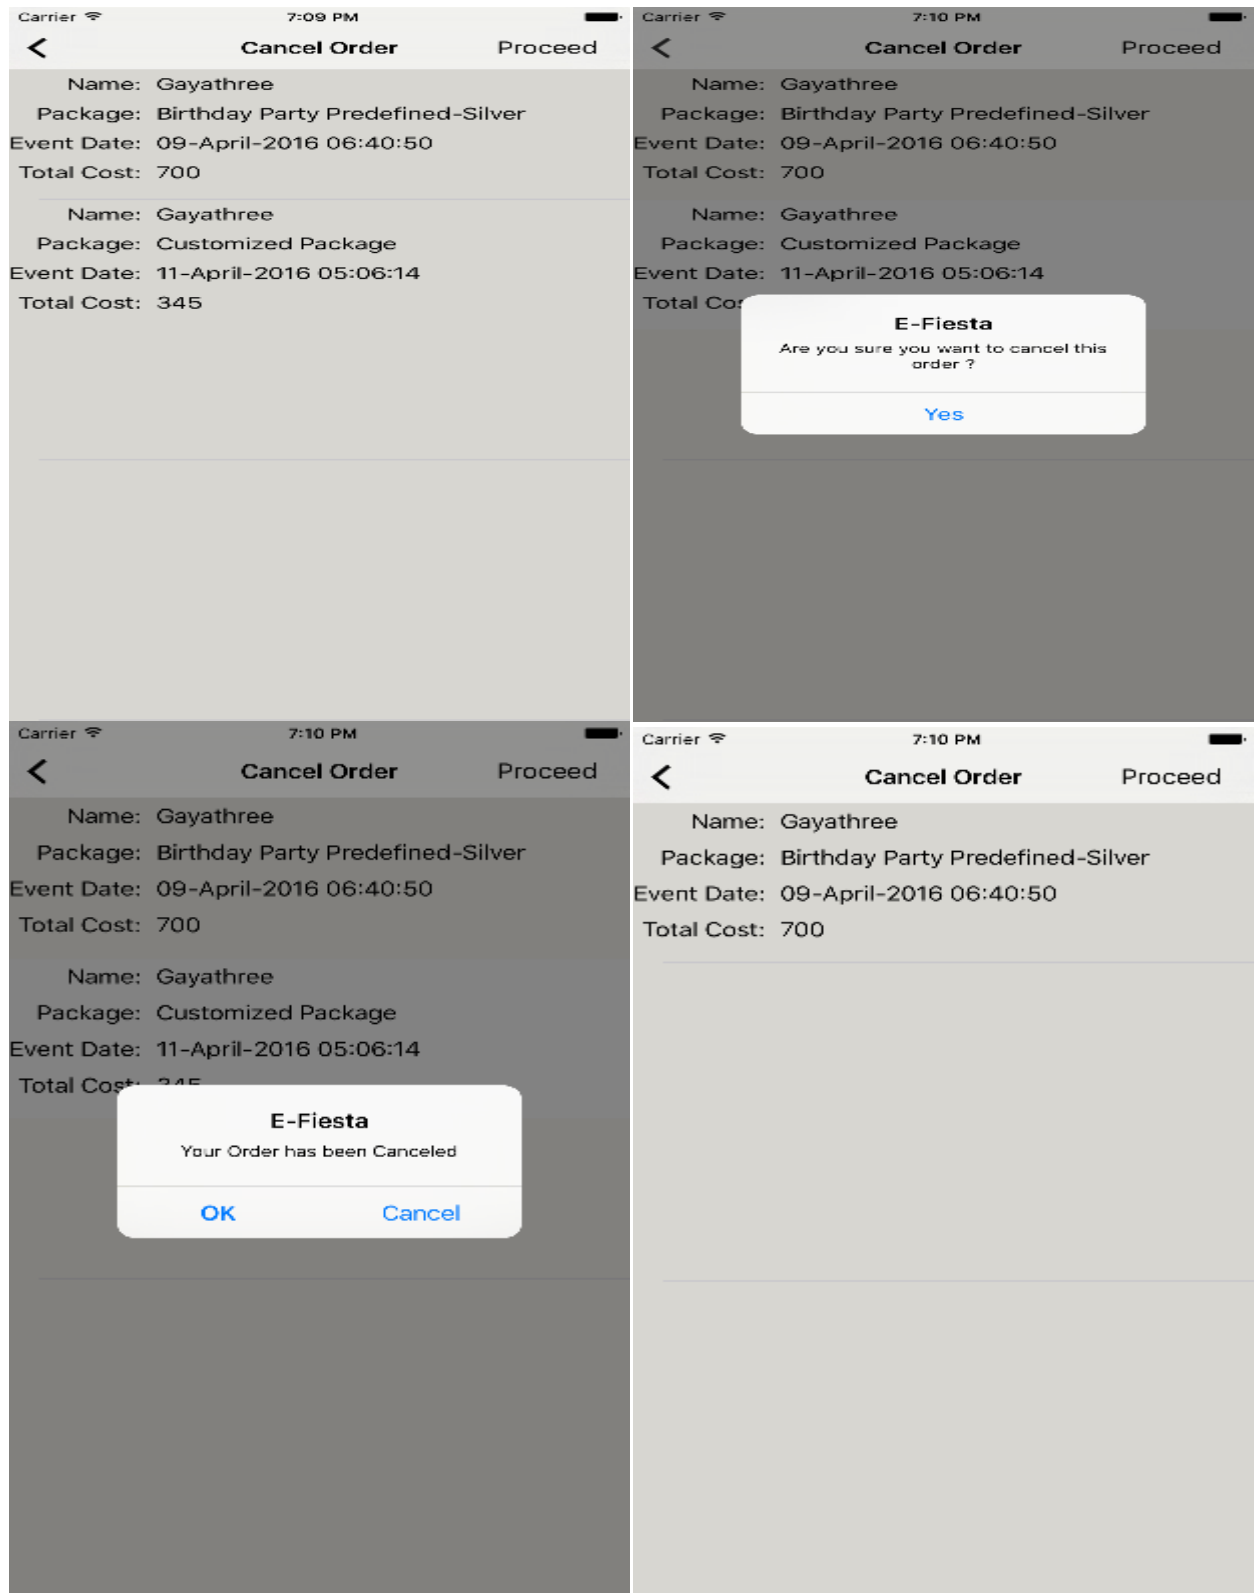 Carrier 7:09 PM
Cancel Order Proceed
Name: Gayathree
Package: Birthday Party Predefined-Silver
Event Date: 09-April-2016 06:40:50
Total Cost: 700
Name: Gayathree
Package: Customized Package
Event Date: 11-April-2016 05:06:14
Total Cost: 345
Carrier 7:10 PM
Cancel Order Proceed
Name: Gayathree
Package: Birthday Party Predefined-Silver
Event Date: 09-April-2016 06:40:50
Total Cost: 700
Name: Gayathree
Package: Customized Package
Event Date: 11-April-2016 05:06:14
Total
E-Fiesta
Are you sure you want to cancel this
order ?
Yes
Carrier 7:10 PM
Cancel Order Proceed
Name: Gayathree
Package: Birthday Party Predefined-Silver
Event Date: 09-April-2016 06:40:50
Total Cost: 700
Name: Gayathree
Package: Customized Package
Event Date: 11-April-2016 05:06:14
Total Cost: 345
E-Fiesta
Your Order has been Canceled
OK Cancel
Carrier 7:10 PM
Cancel Order Proceed
Name: Gayathree
Package: Birthday Party Predefined-Silver
Event Date: 09-April-2016 06:40:50
Total Cost: 700